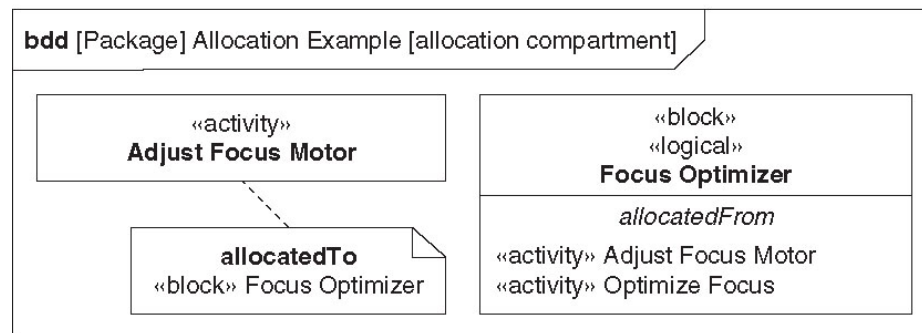 bdd [Package] Allocation Example [allocation compartment]
«activity»
Adjust Focus Motor
allocatedTo
«block» Focus Optimizer
«block»
«logical»
Focus Optimizer
allocatedFrom
«activity» Adjust Focus Motor
«activity» Optimize Focus